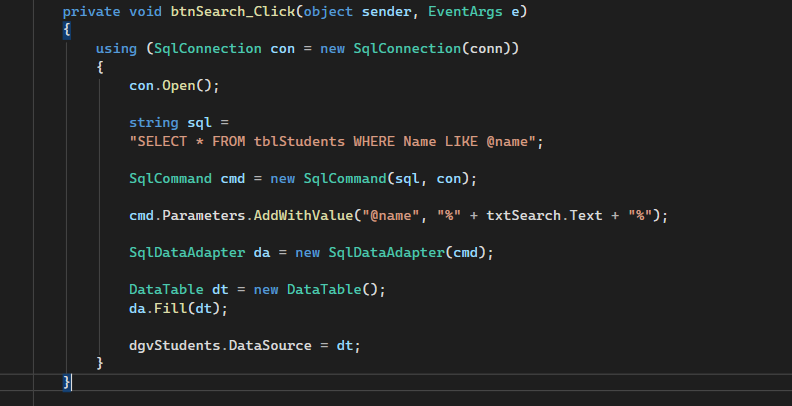 private void btnSearch_Click(object sender, EventArgs e)
{
using (SqlConnection con = new SqlConnection(conn))
{
con.Open();
string sql =
"SELECT * FROM tblStudents WHERE Name LIKE @name";
SqlCommand cmd = new SqlCommand(sql, con);
cmd.Parameters.AddWithValue("@name", "%" + txtSearch.Text + "%");
SqlDataAdapter da = new SqlDataAdapter(cmd);
DataTable dt = new DataTable();
da.Fill(dt);
dgvStudents.DataSource = dt;
}
}